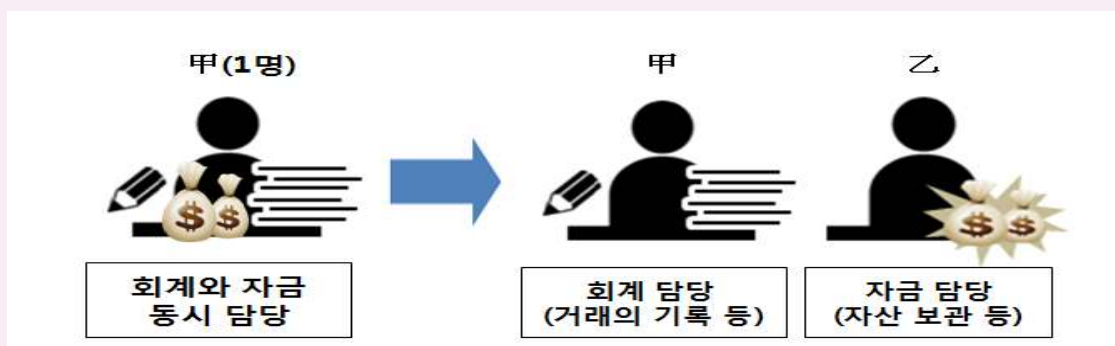 甲(1명)
甲
乙
$ $
$ $
회계와 자금
동시 담당
회계 담당
(거래의 기록 등)
자금 담당
(자산 보관 등)